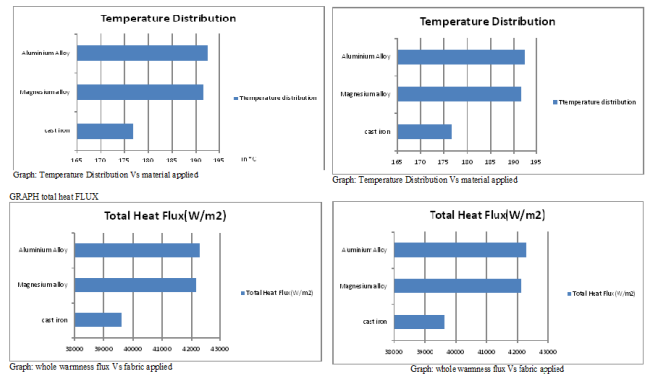 Temperature Distribution
Aluminium Alloy
Magnesium alloy
cast iron
165 170 175 180 185 190 195
in °C
Temperature distribution
Graph: Temperature Distribution Vs material applied
Temperature Distribution
Aluminium Alloy
Magnesium alloy
cast iron
165 170 175 180 185 190 195
Temperature distribution
Graph: Temperature Distribution Vs material applied
GRAPH total heat FLUX
Total Heat Flux(W/m2)
Aluminium Alloy
Magnesium alloy
cast iron
38000 39000 40000 41000 42000 43000
Total Heat Flux(W/m2)
Graph: whole warmness flux Vs fabric applied
Total Heat Flux(W/m2)
Aluminium Alloy
Magnesium alloy
cast iron
38000 39000 40000 41000 42000 43000
Total Heat Flux(W/m2)
Graph: whole warmness flux Vs fabric applied